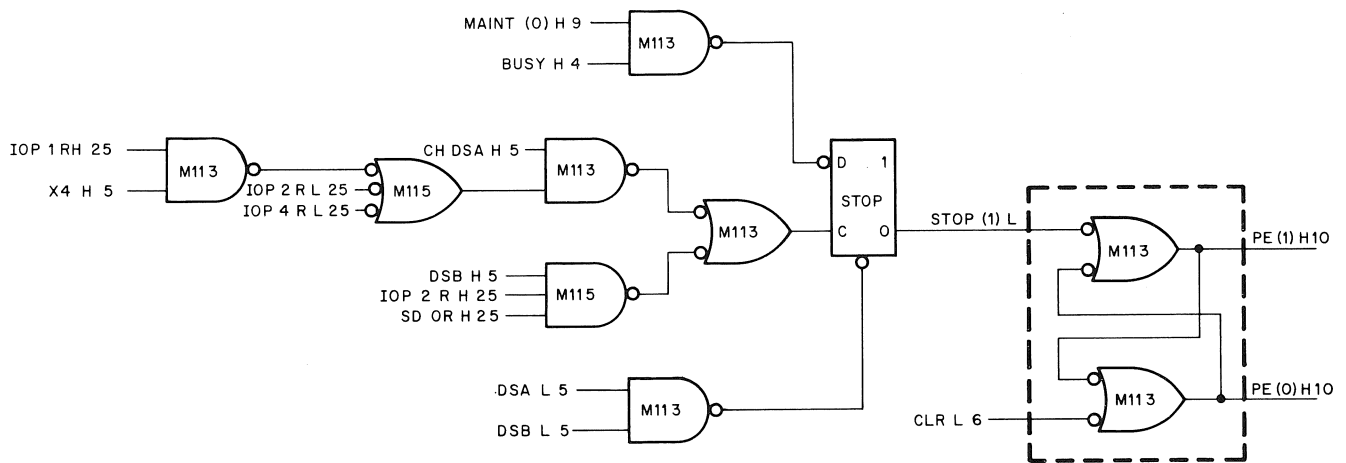 MAINT (0) H 9
M113
BUSY H 4
IOP 1 RH 25
M113
X4 H 5
CH DSA H 5
M113
IOP 2 R L 25
M115
IOP 4 R L 25
D 1
STOP
C 0
M113
STOP (1) L
PE (1) H10
M113
DSB H 5
IOP 2 R H 25
M115
SD OR H 25
DSA L 5
M113
DSB L 5
M113
PE (0) H10
CLR L 6